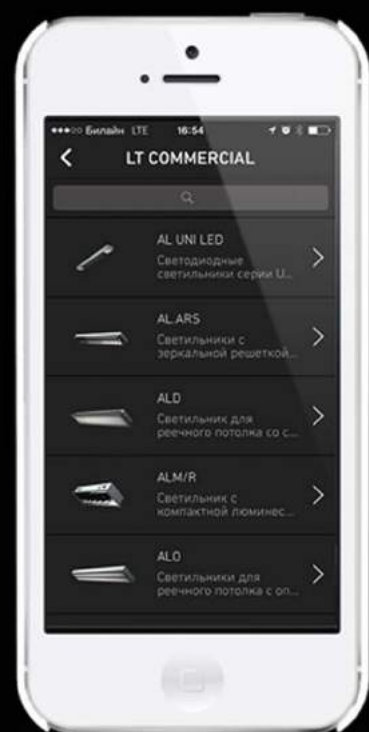 Билайн LTE 16:54
LT COMMERCIAL
AL UNI LED
Светодиодные
светильники серии U...
AL.ARS
Светильники с
зеркальной решеткой...
ALD
Светильник для
реечного потолка со с...
ALM/R
Светильник с
компактной люминес...
ALO
Светильники для
реечного потолка с оп...